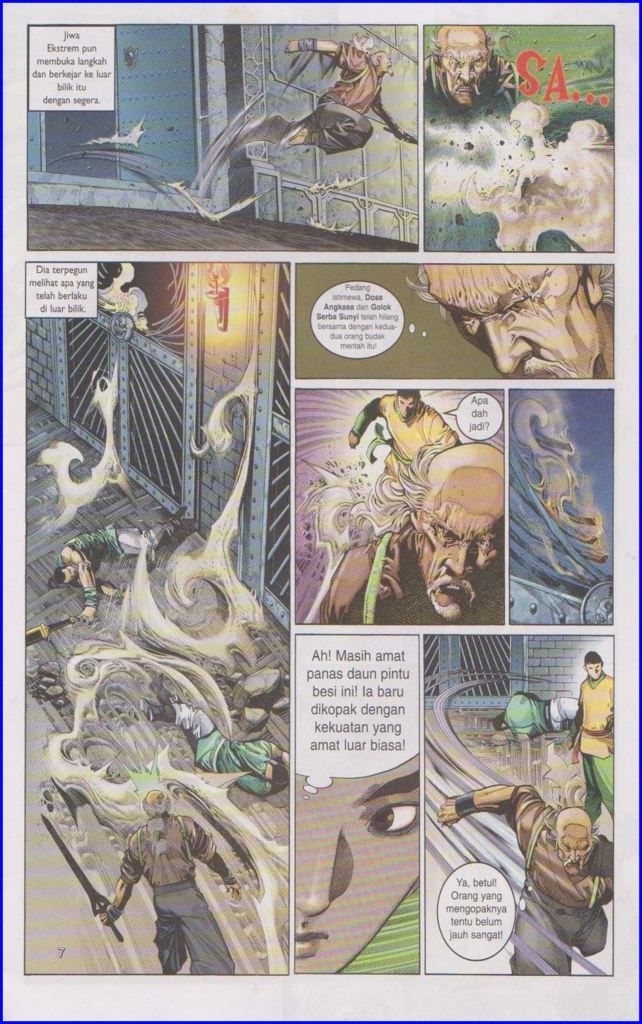 Jiwa
Ekstrem pun
membuka langkah
dan berkejar ke luar
bilik itu
dengan segera.
SA...
Dia terpegun
melihat apa yang
telah berlaku
di luar bilik.
Pedang
istimewa, Dosa
Angkasa dan Golok
Serba Sunyi telah hilang
bersama dengan kedua-
dua orang budak
mentah itu!
Apa
dah
jadi?
Ah! Masih amat
panas daun pintu
besi ini! Ia baru
dikopak dengan
kekuatan yang
amat luar biasa!
Ya, betul!
Orang yang
mengopaknya
tentu belum
jauh sangat!
7